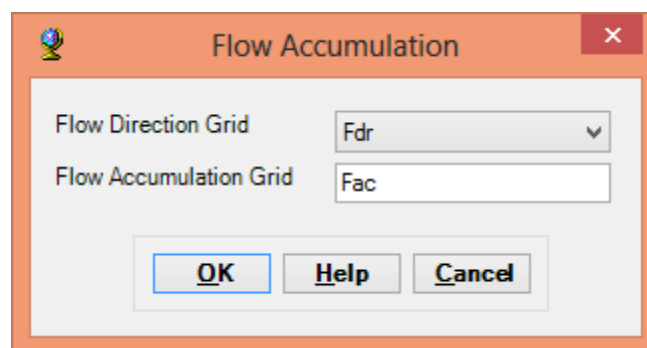 Flow Accumulation
Flow Direction Grid Fdr
Flow Accumulation Grid Fac
OK Help Cancel